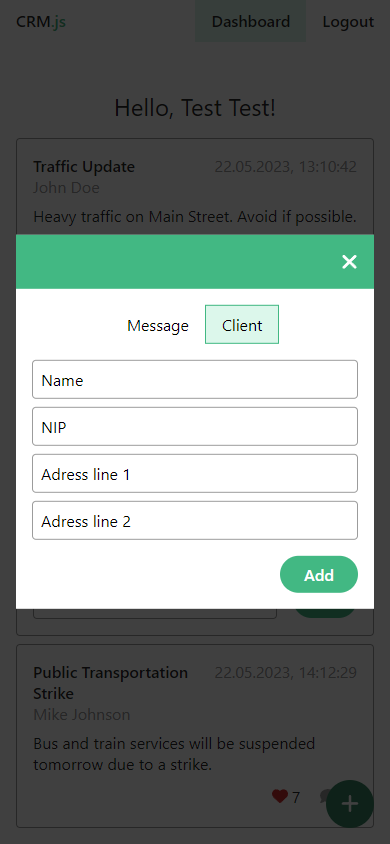 CRM.js Dashboard Logout
Hello, Test Test!
Traffic Update 22.05.2023, 13:10:42
John Doe
Heavy traffic on Main Street. Avoid if possible.
Message Client
Name
NIP
Adress line 1
Adress line 2
Add
Public Transportation 22.05.2023, 14:12:29
Strike
Mike Johnson
Bus and train services will be suspended
tomorrow due to a strike.
7